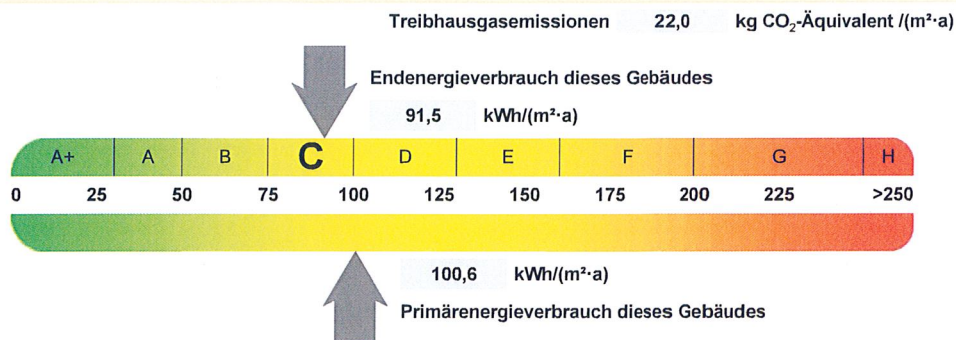 Treibhausgasemissionen 22,0 kg CO₂-Äquivalent /(m²·a)
Endenergieverbrauch dieses Gebäudes
91,5 kWh/(m²·a)
A+ A B C D E F G H
0 25 50 75 100 125 150 175 200 225 >250
100,6 kWh/(m²·a)
Primärenergieverbrauch dieses Gebäudes